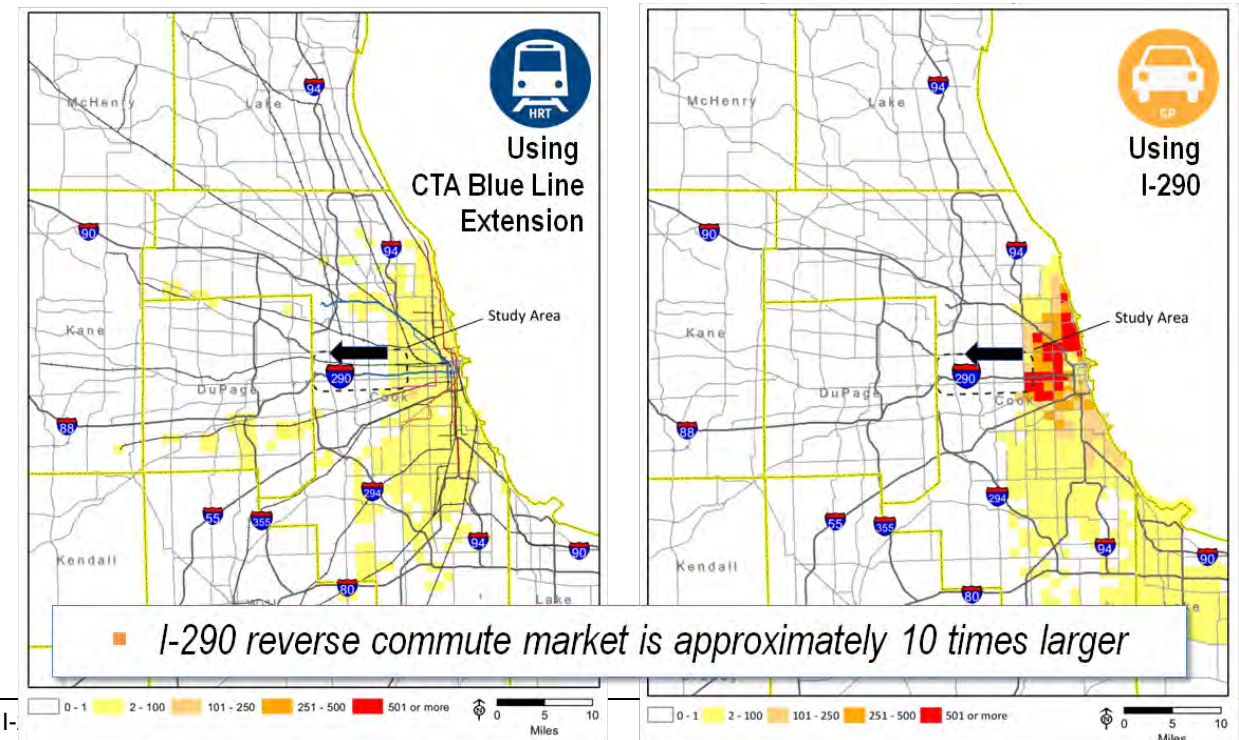 HRT
Using
CTA Blue Line
Extension
McHenry
Lake
94
90
94
Study Area
Kane
290
DuPage
Cook
88
294
55
355
94
90
Kendall
80
Lake
GP
Using
I-290
McHenry
Lake
94
90
94
Study Area
Kane
290
DuPage
Cook
88
294
55
355
94
90
Kendall
80
I-290 reverse commute market is approximately 10 times larger
0 - 1 2 - 100 101 - 250 251 - 500 501 or more
0 5 10
Miles
0 - 1 2 - 100 101 - 250 251 - 500 501 or more
0 5 10
Miles